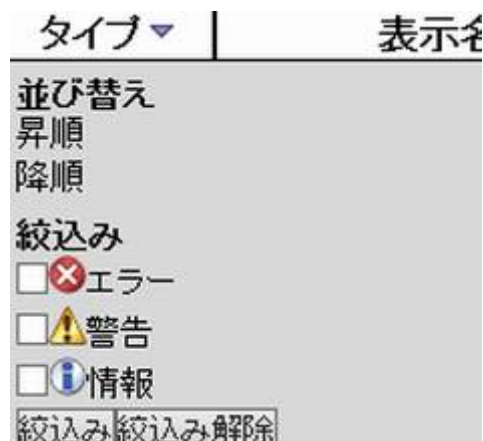 タイプ 表示名
並び替え
昇順
降順
絞込み
エラー
警告
情報
絞込み 絞込み解除